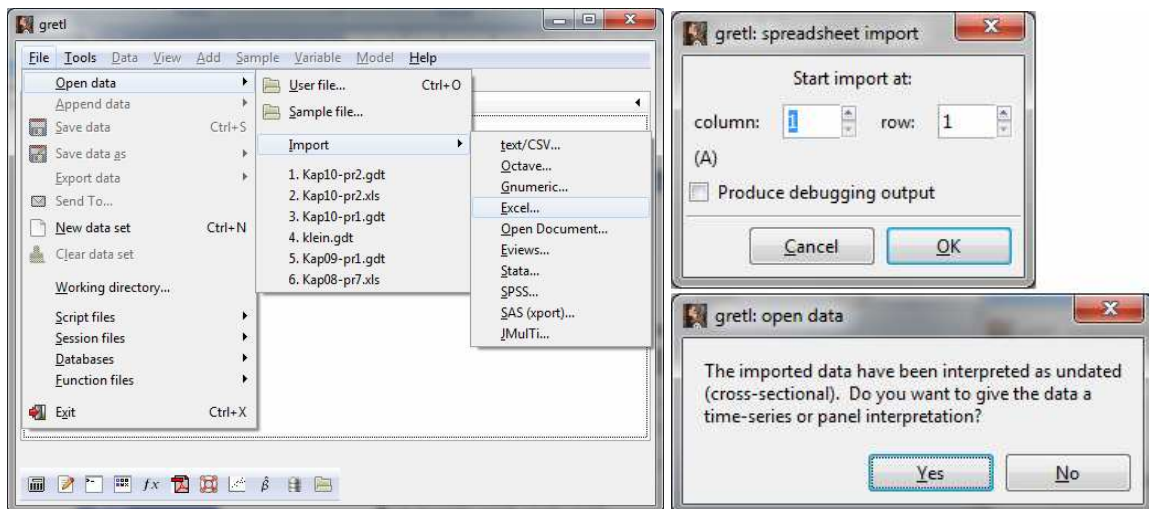 gretl
File Tools Data View Add Sample Variable Model Help
Open data
Append data
Save data Ctrl+S
Save data as
Export data
Send To...
New data set Ctrl+N
Clear data set
Working directory...
Script files
Session files
Databases
Function files
Exit Ctrl+X
User file... Ctrl+O
Sample file...
Import
1. Kap10-pr2.gdt
2. Kap10-pr2.xls
3. Kap10-pr1.gdt
4. klein.gdt
5. Kap09-pr1.gdt
6. Kap08-pr7.xls
text/CSV...
Octave...
Gnumeric...
Excel...
Open Document...
Eviews...
Stata...
SPSS...
SAS (xport)...
JMulTi...
fx β
gretl: spreadsheet import
Start import at:
column: 1 row: 1
(A)
Produce debugging output
Cancel OK
gretl: open data
The imported data have been interpreted as undated
(cross-sectional). Do you want to give the data a
time-series or panel interpretation?
Yes No